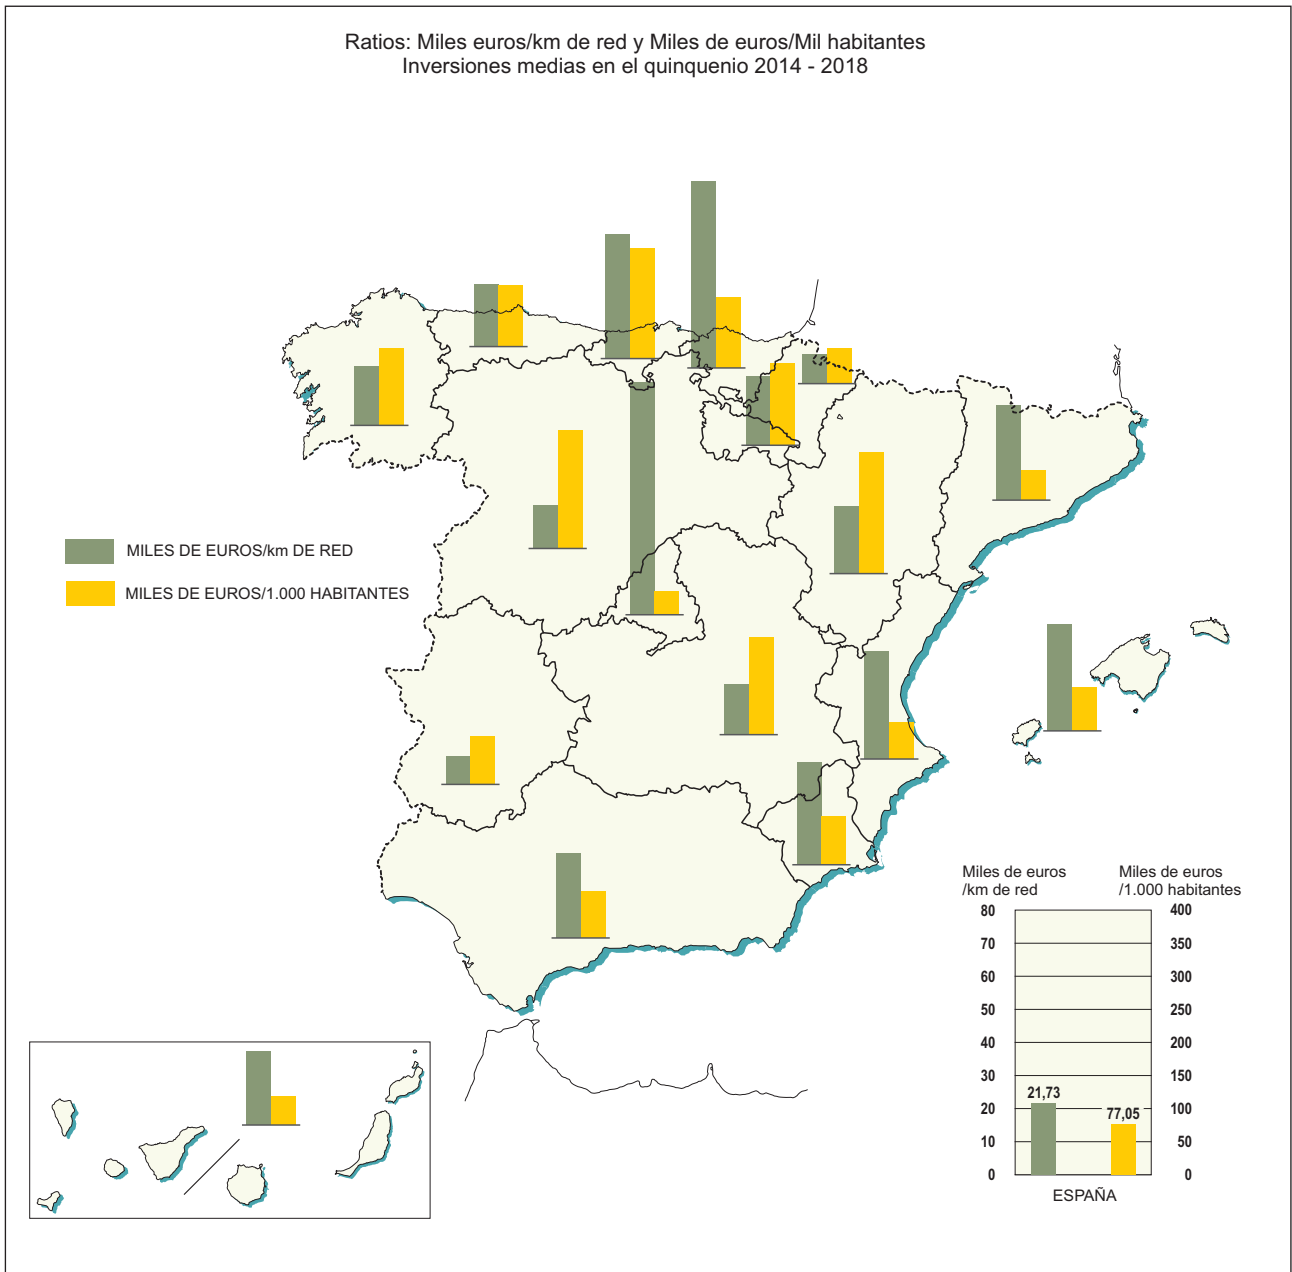 Ratios: Miles euros/km de red y Miles de euros/Mil habitantes
Inversiones medias en el quinquenio 2014 - 2018
MILES DE EUROS/km DE RED
MILES DE EUROS/1.000 HABITANTES
Miles de euros
/km de red
Miles de euros
/1.000 habitantes
80 400
70 350
60 300
50 250
40 200
30 150
21,73
20 100
77,05
10 50
0 0
ESPAÑA